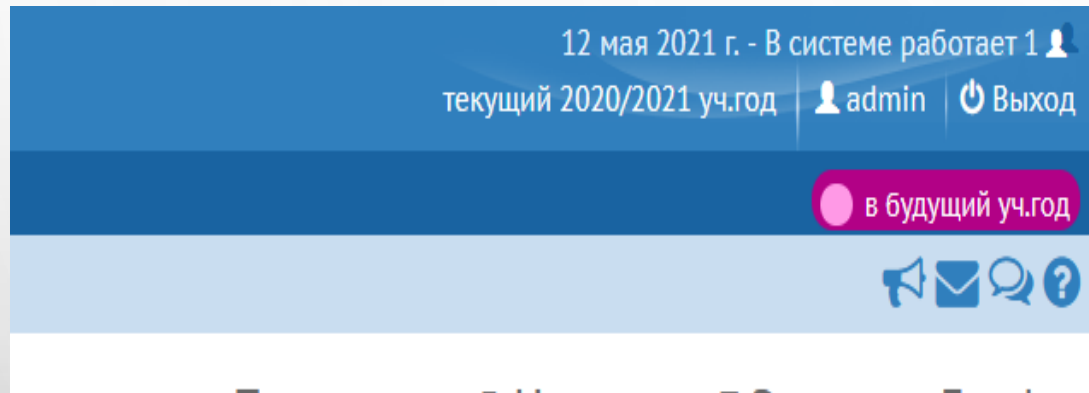 12 мая 2021 г. - В системе работает 1
текущий 2020/2021 уч.год admin Выход
в будущий уч.год